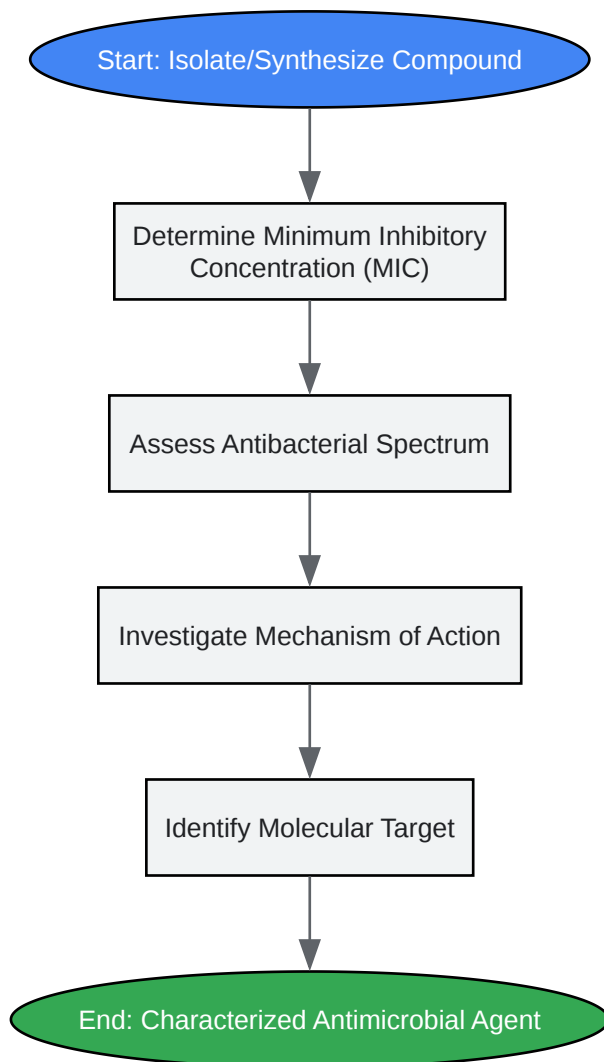 Start: Isolate/Synthesize Compound
Determine Minimum Inhibitory
Concentration (MIC)
Assess Antibacterial Spectrum
Investigate Mechanism of Action
Identify Molecular Target
End: Characterized Antimicrobial Agent